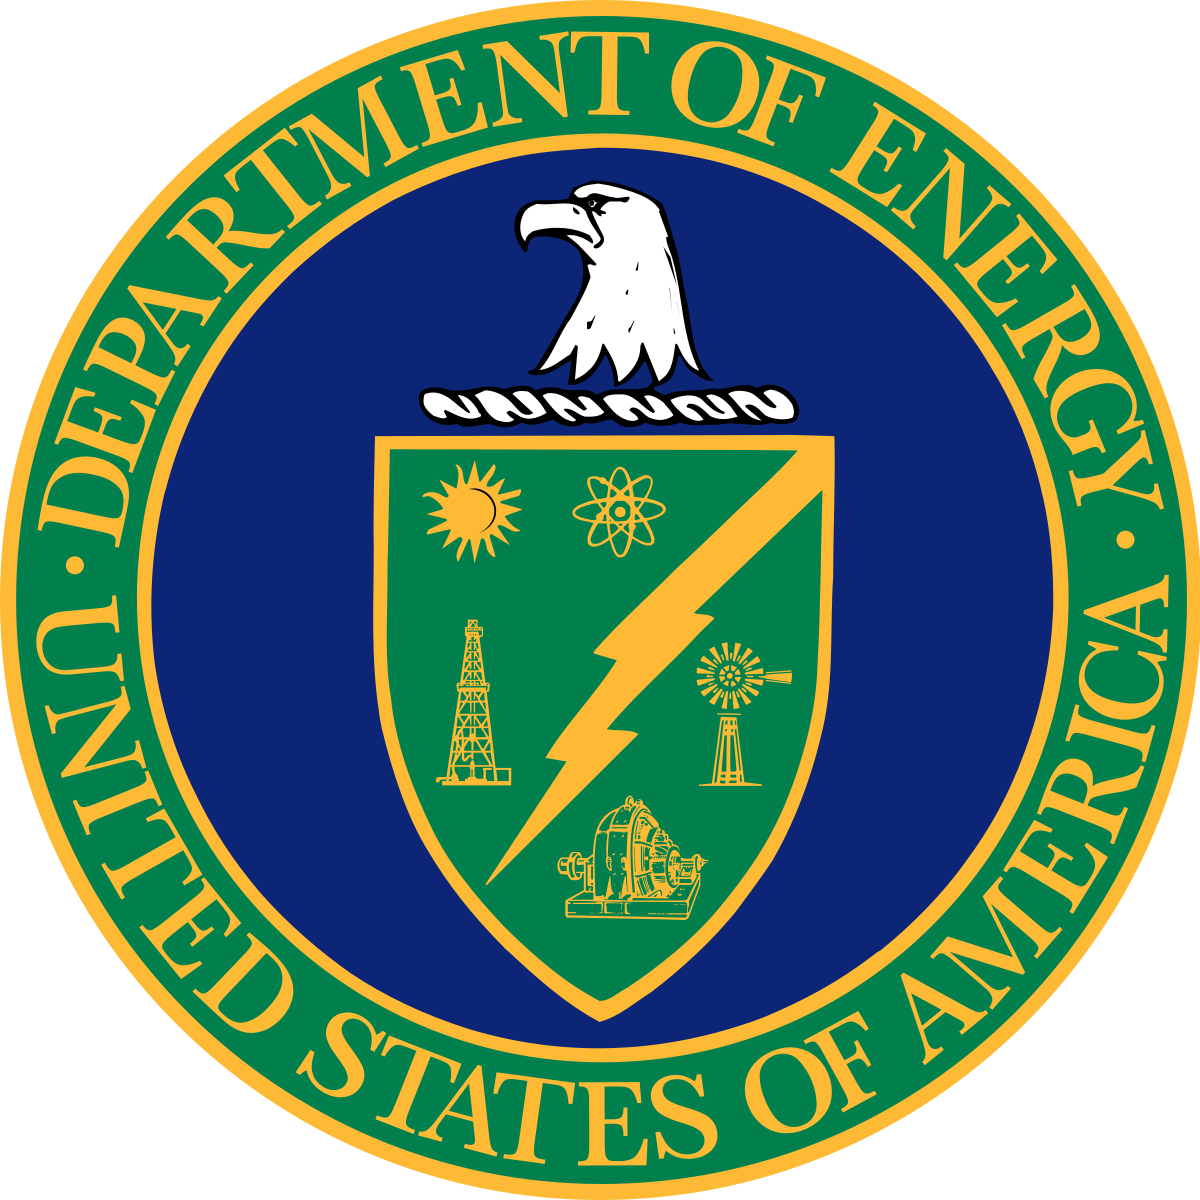 DEPARTMENT OF ENERGY
UNITED STATES OF AMERICA